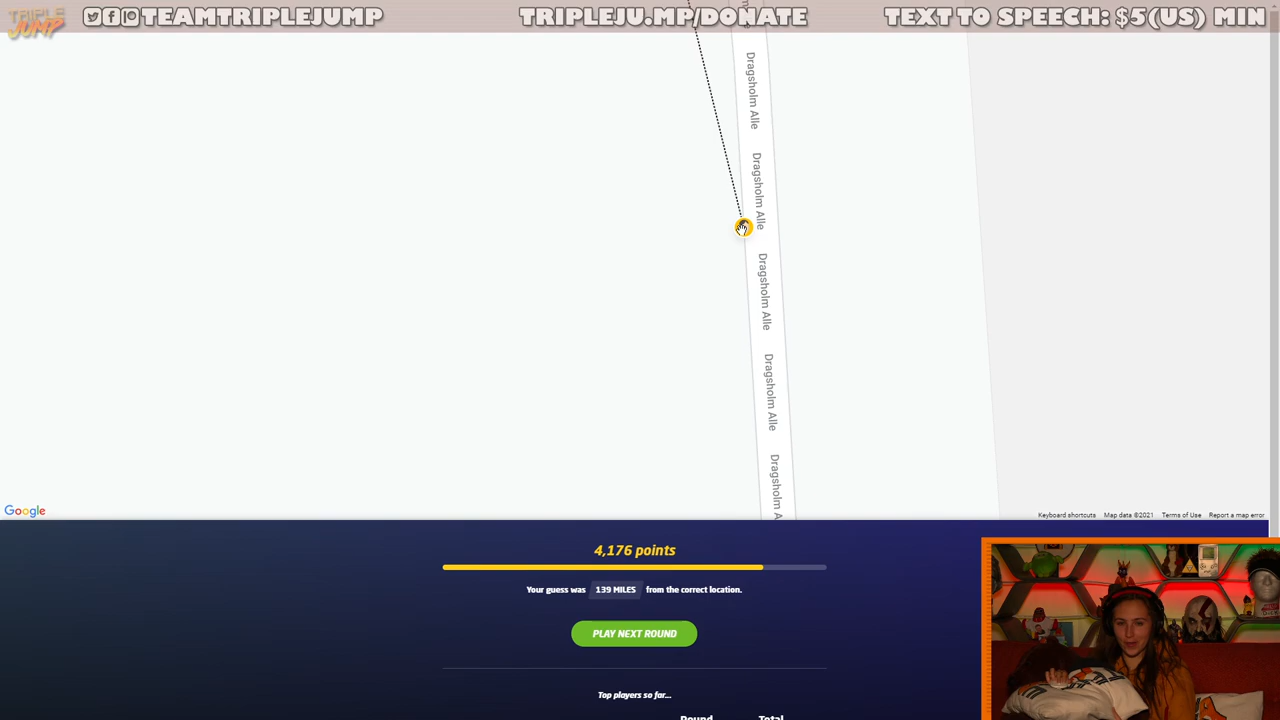 TRIPLE
JUMP
@TEAMTRIPLEJUMP
TRIPLEJU.MP/DONATE
TEXT TO SPEECH: $5(US) MIN
Dragsholm Alle
Dragsholm Alle
Dragsholm Alle
Dragsholm Alle
Dragsholm A
Google
Keyboard shortcuts
Map data ©2021
Terms of Use
Report a map error
4,176 points
Your guess was 139 MILES from the correct location.
PLAY NEXT ROUND
Top players so far...
Round Total